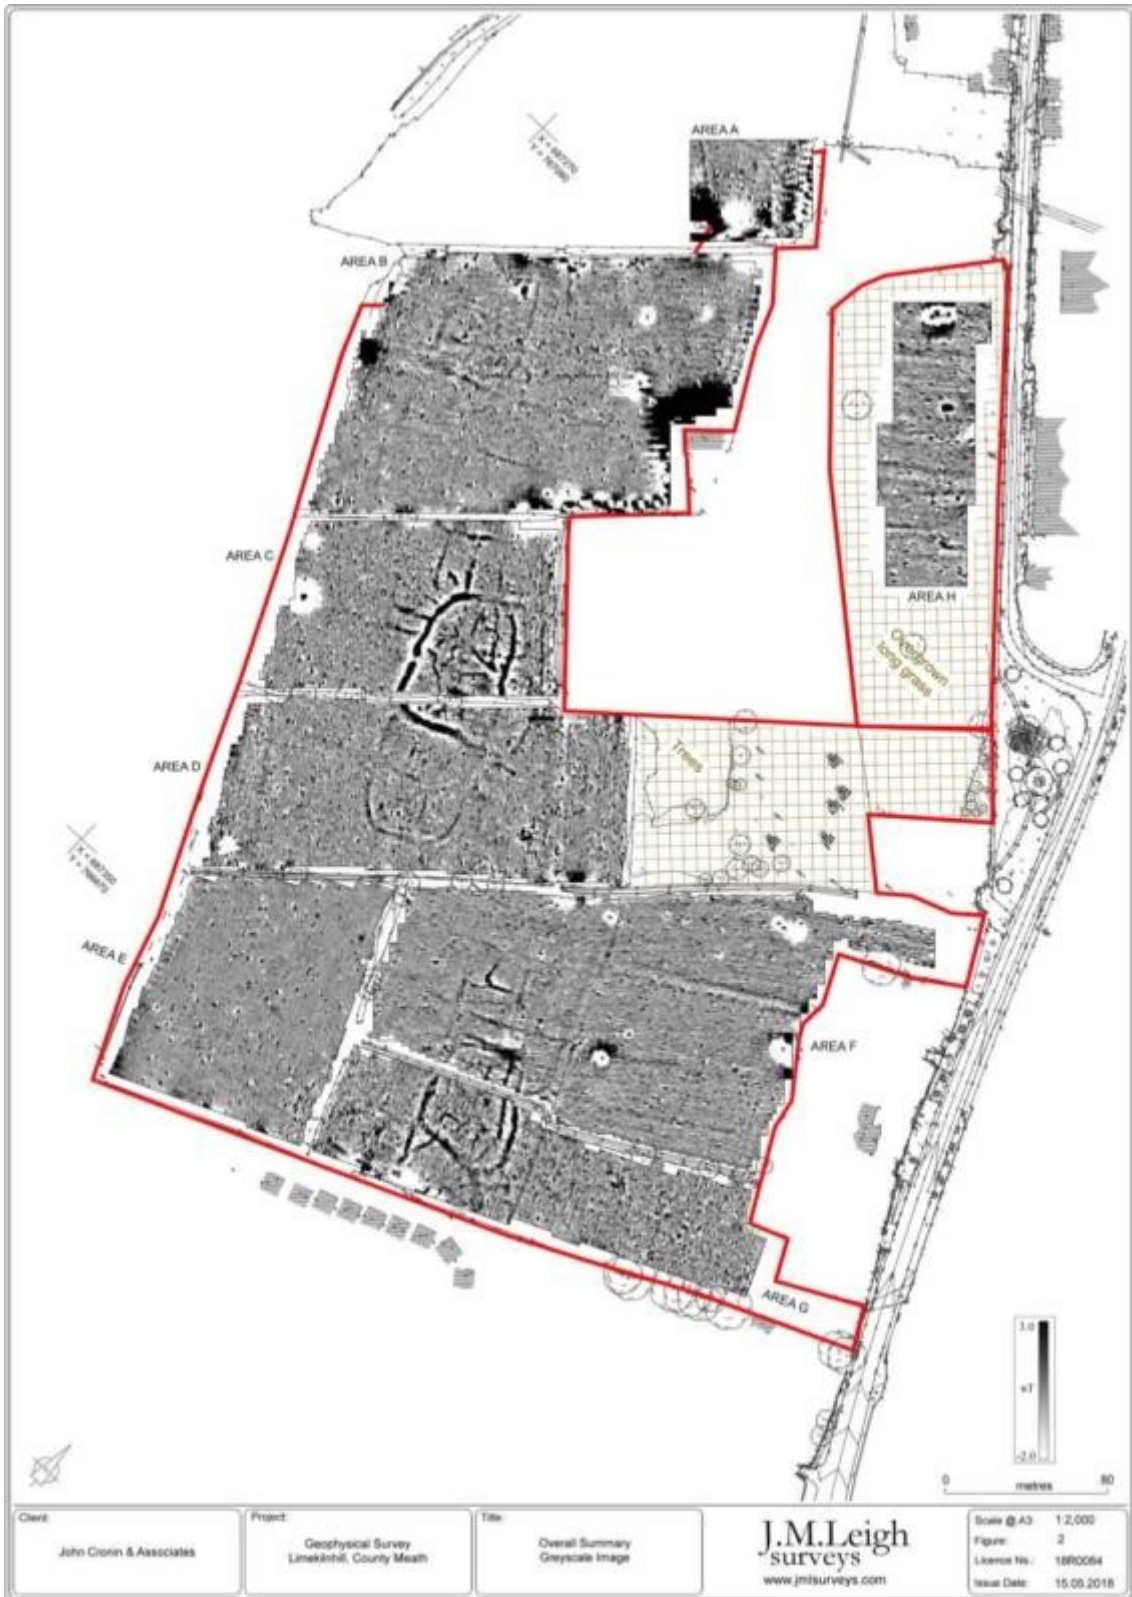 AREA A
AREA B
AREA C
AREA H
Overgrown
long grass
AREA D
Trees
AREA E
AREA F
AREA G
3.0
nT
-2.0
0
metres
80
Client:
John Cronin & Associates
Project:
Geophysical Survey
Limekilnhill, County Meath
Title:
Overall Summary
Greyscale Image
J.M.Leigh
surveys
www.jmlsurveys.com
Scale @ A3 1:2,000
Figure: 2
Licence No.: 18R0084
Issue Date: 15.05.2018